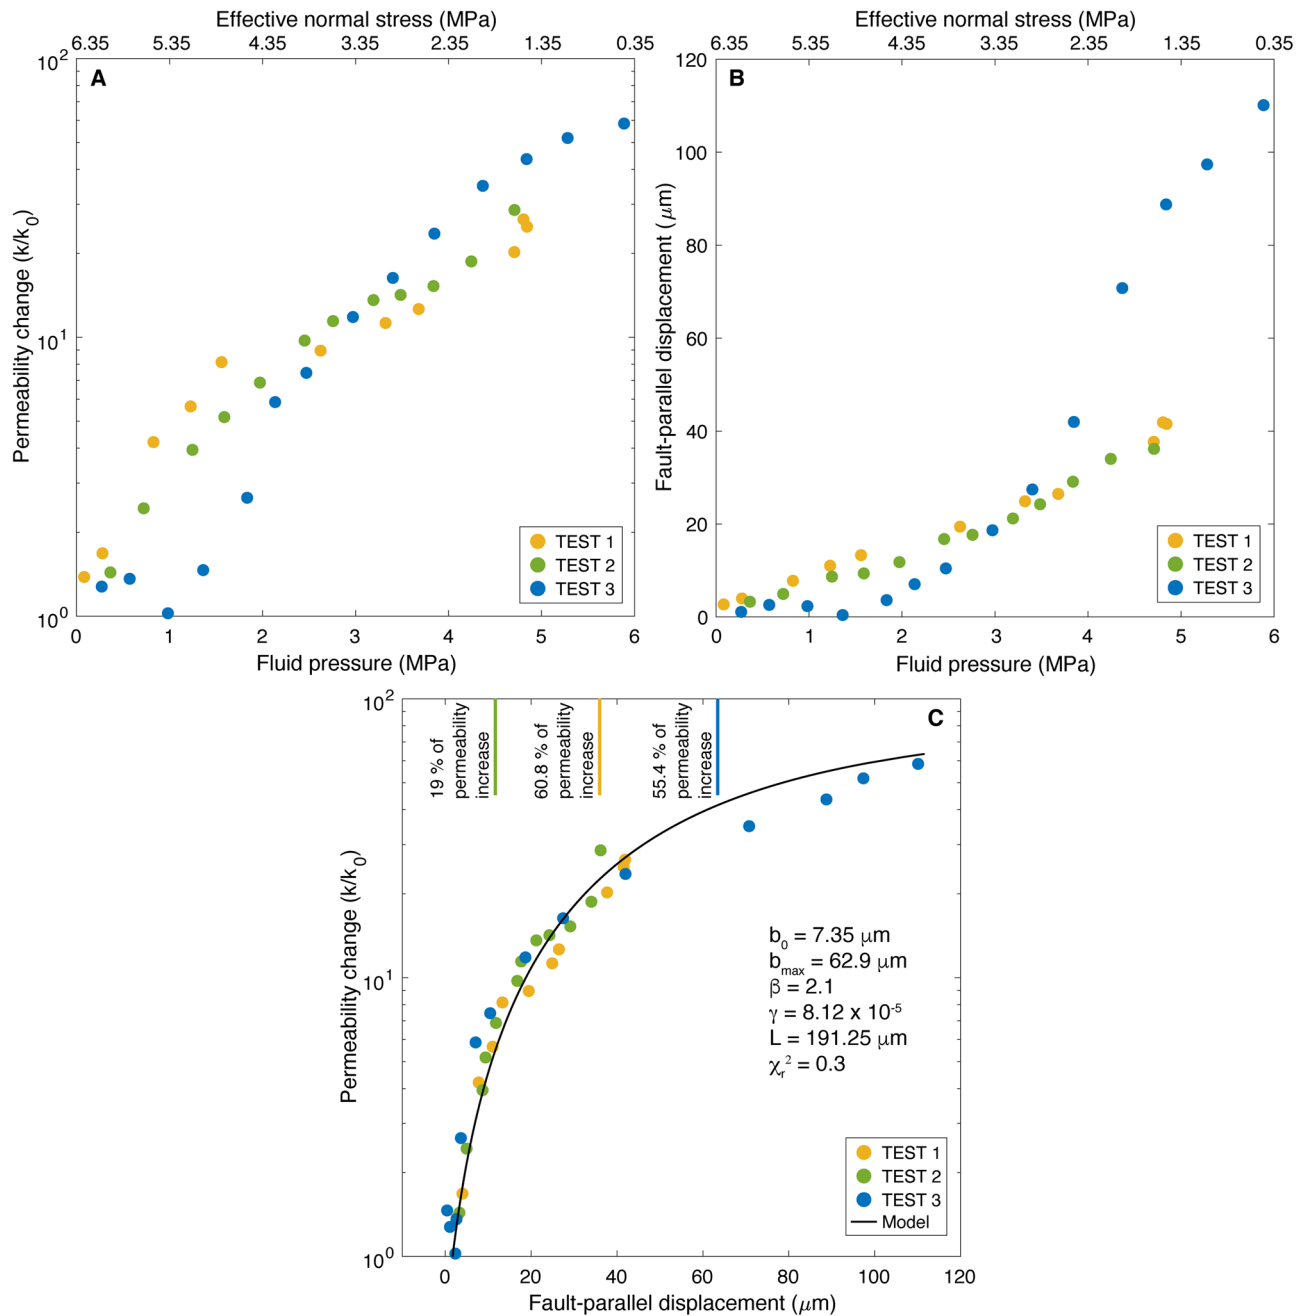 Effective normal stress (MPa)
6.35 5.35 4.35 3.35 2.35 1.35 0.35
A
10²
10¹
10⁰
Permeability change (k/k₀)
TEST 1
TEST 2
TEST 3
0 1 2 3 4 5 6
Fluid pressure (MPa)
Effective normal stress (MPa)
6.35 5.35 4.35 3.35 2.35 1.35 0.35
B
120
100
80
60
40
20
0
Fault-parallel displacement (μm)
TEST 1
TEST 2
TEST 3
0 1 2 3 4 5 6
Fluid pressure (MPa)
C
10²
10¹
10⁰
Permeability change (k/k₀)
19 % of
permeability
increase
60.8 % of
permeability
increase
55.4 % of
permeability
increase
b₀ = 7.35 μm
bₘₐₓ = 62.9 μm
β = 2.1
γ = 8.12 x 10⁻⁵
L = 191.25 μm
χᵣ² = 0.3
TEST 1
TEST 2
TEST 3
Model
0 20 40 60 80 100 120
Fault-parallel displacement (μm)